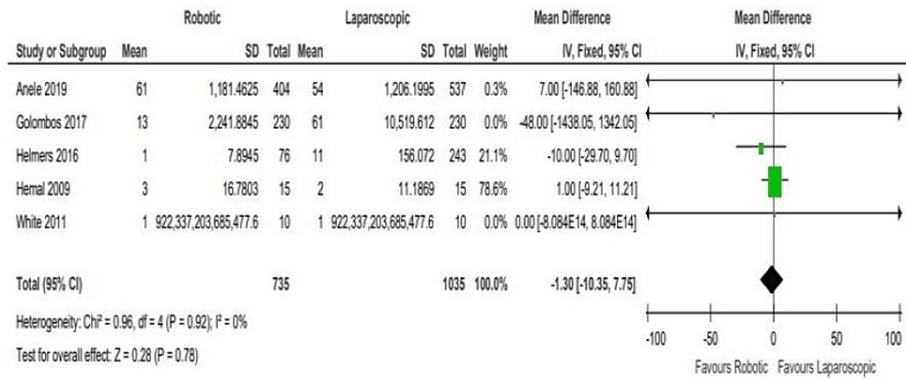 Robotic Laparoscopic Mean Difference Mean Difference
Study or Subgroup Mean SD Total Mean SD Total Weight IV, Fixed, 95% CI IV, Fixed, 95% CI
Anele 2019 61 1,181.4625 404 54 1,206.1995 537 0.3% 7.00 [-146.88, 160.88]
Golombos 2017 13 2,241.8845 230 61 10,519.612 230 0.0% -48.00 [-1438.05, 1342.05]
Helmers 2016 1 7.8945 76 11 156.072 243 21.1% -10.00 [-29.70, 9.70]
Hemal 2009 3 16.7803 15 2 11.1869 15 78.6% 1.00 [-9.21, 11.21]
White 2011 1 922,337,203,685,477.6 10 1 922,337,203,685,477.6 10 0.0% 0.00 [-8.084E14, 8.084E14]
Total (95% CI) 735 1035 100.0% -1.30 [-10.35, 7.75]
Heterogeneity: Chi² = 0.96, df = 4 (P = 0.92); I² = 0%
Test for overall effect: Z = 0.28 (P = 0.78)
-100 -50 0 50 100
Favours Robotic Favours Laparoscopic